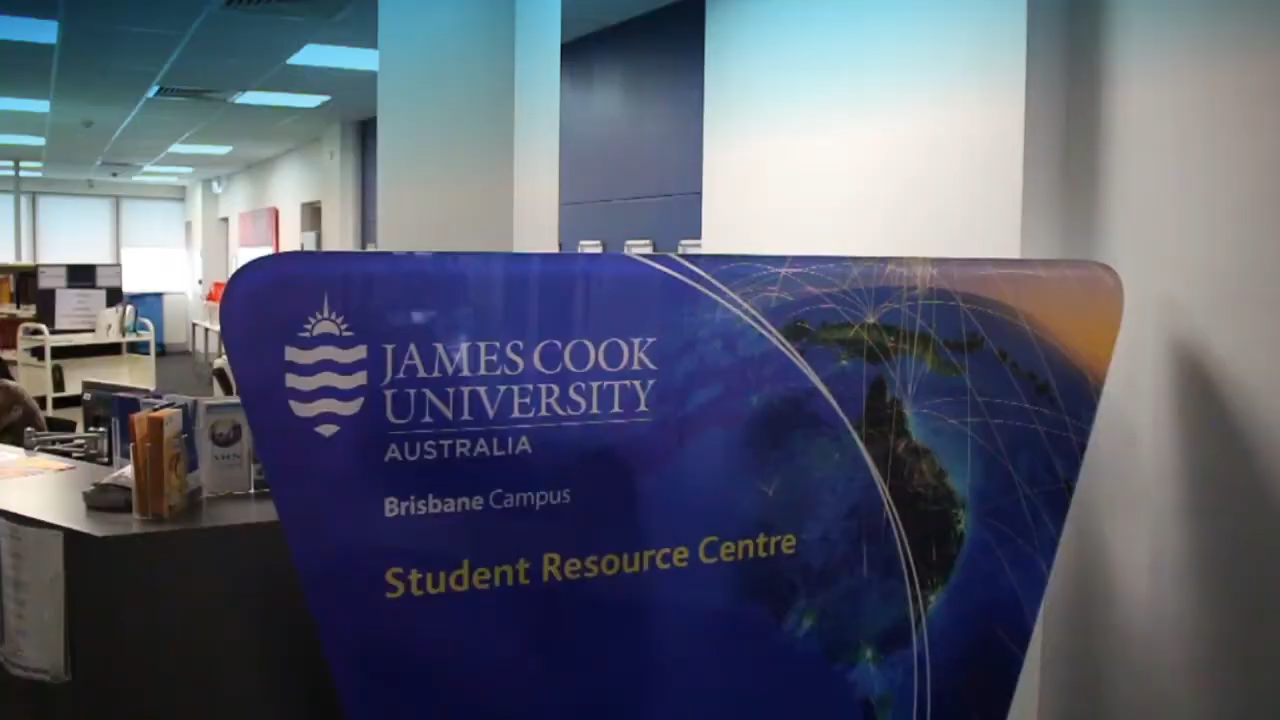 JAMES COOK
UNIVERSITY
AUSTRALIA
Brisbane Campus
Student Resource Centre